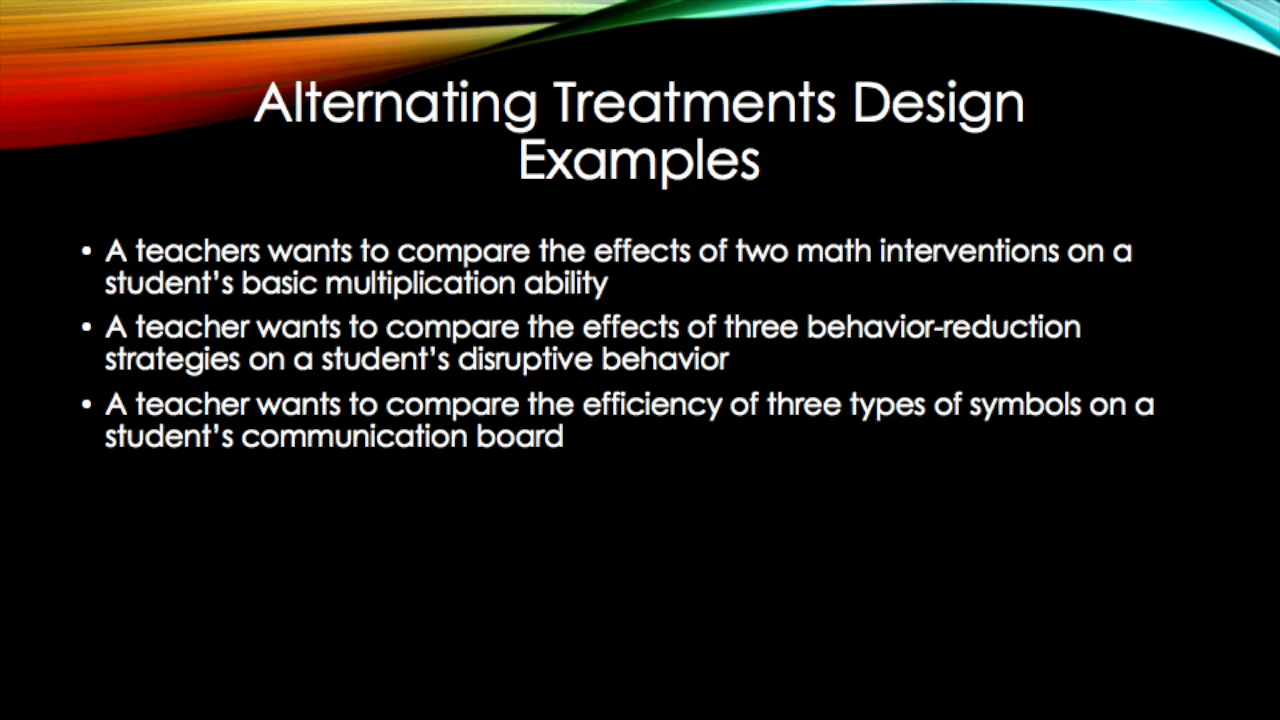 Alternating Treatments Design
Examples
• A teachers wants to compare the effects of two math interventions on a
student’s basic multiplication ability
• A teacher wants to compare the effects of three behavior-reduction
strategies on a student’s disruptive behavior
• A teacher wants to compare the efficiency of three types of symbols on a
student’s communication board